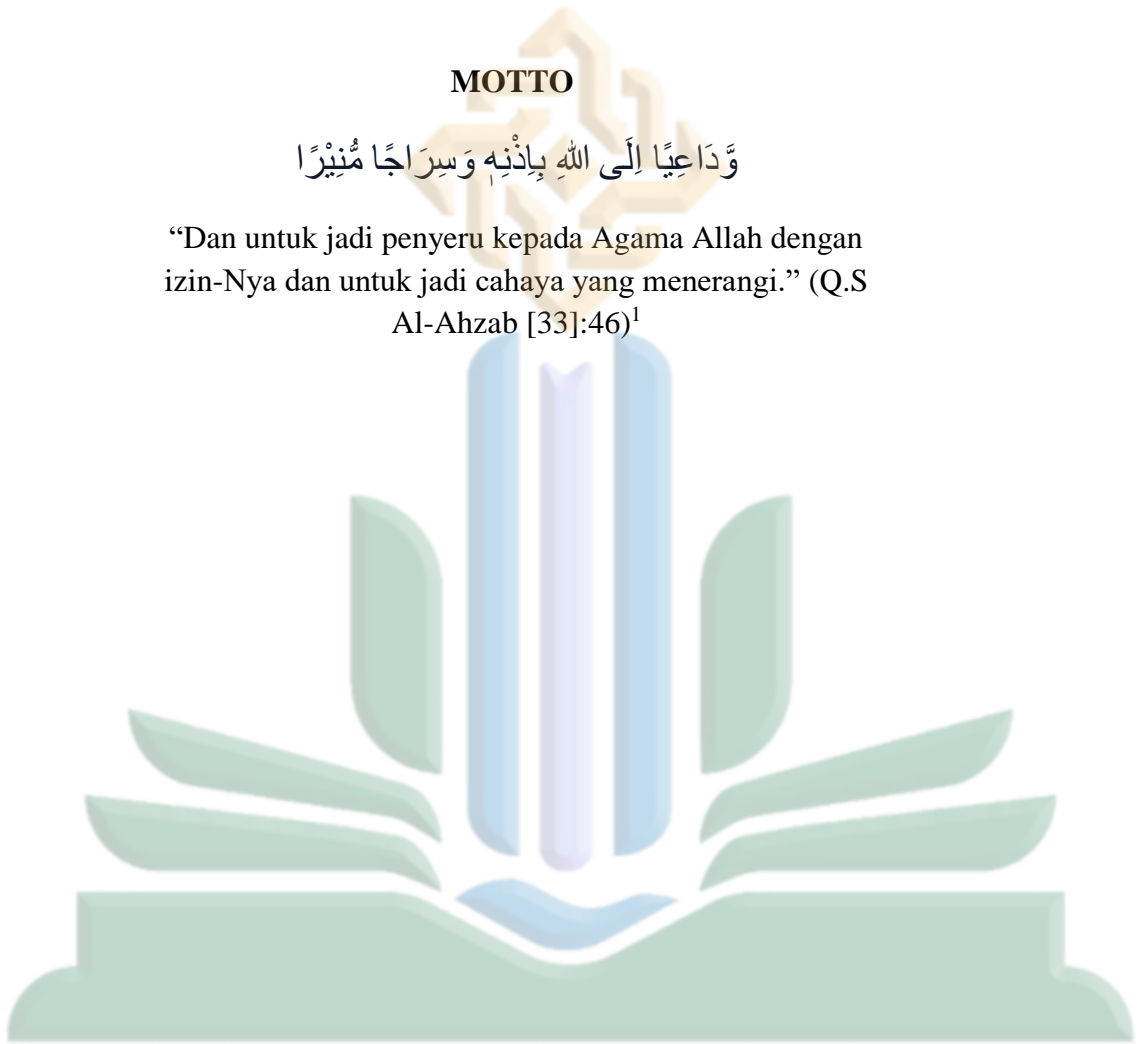 MOTTO
وَّدَاعِيًا اِلَى اللّٰهِ بِاِذْنِهٖ وَسِرَاجًا مُّنِيْرًا
“Dan untuk jadi penyeru kepada Agama Allah dengan
izin-Nya dan untuk jadi cahaya yang menerangi.” (Q.S
Al-Ahzab [33]:46)¹